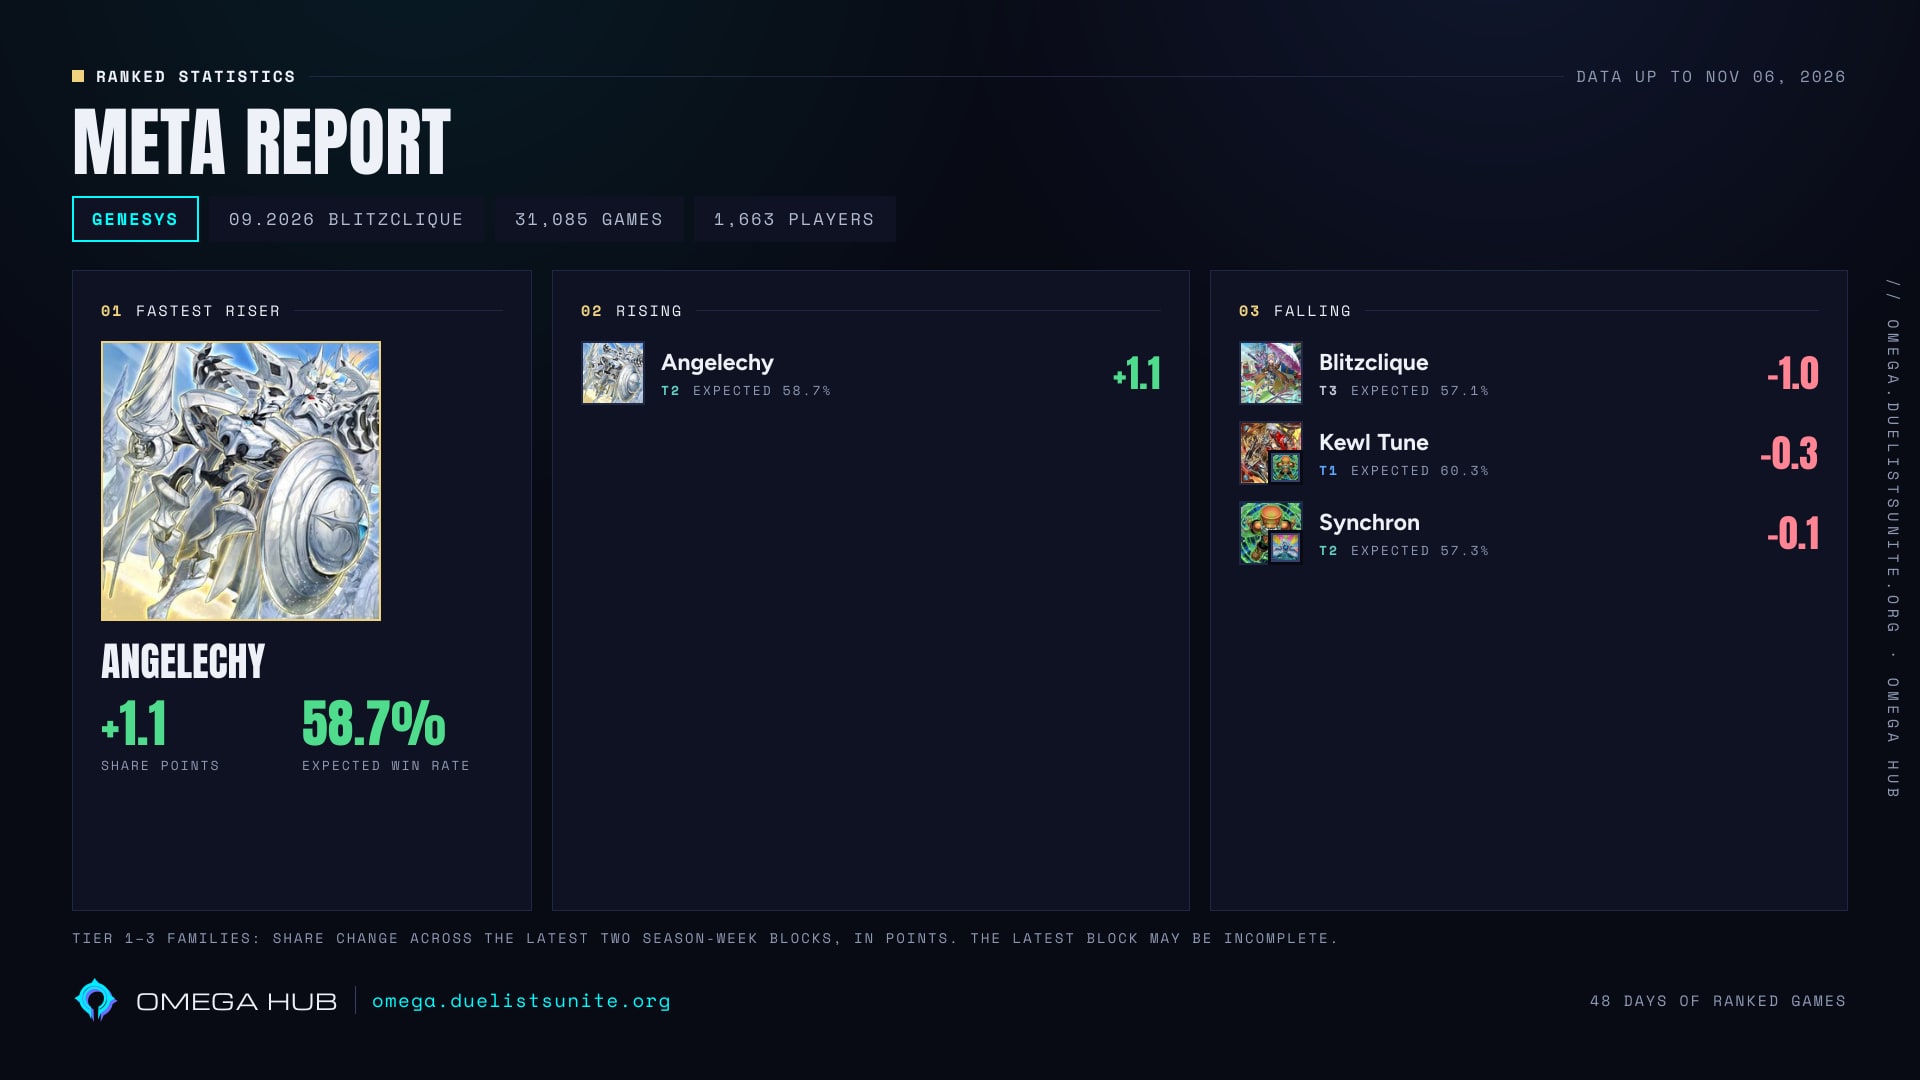 RANKED STATISTICS
DATA UP TO NOV 06, 2026
META REPORT
GENESYS
09.2026 BLITZCLIQUE
31,085 GAMES
1,663 PLAYERS
01 FASTEST RISER
ANGELECHY
+1.1
SHARE POINTS
58.7%
EXPECTED WIN RATE
02 RISING
Angelechy
T2 EXPECTED 58.7%
+1.1
03 FALLING
Blitzclique
T3 EXPECTED 57.1%
-1.0
Kewl Tune
T1 EXPECTED 60.3%
-0.3
Synchron
T2 EXPECTED 57.3%
-0.1
// OMEGA.DUELISTSUNITE.ORG · OMEGA HUB
TIER 1–3 FAMILIES: SHARE CHANGE ACROSS THE LATEST TWO SEASON-WEEK BLOCKS, IN POINTS. THE LATEST BLOCK MAY BE INCOMPLETE.
OMEGA HUB
omega.duelistsunite.org
48 DAYS OF RANKED GAMES